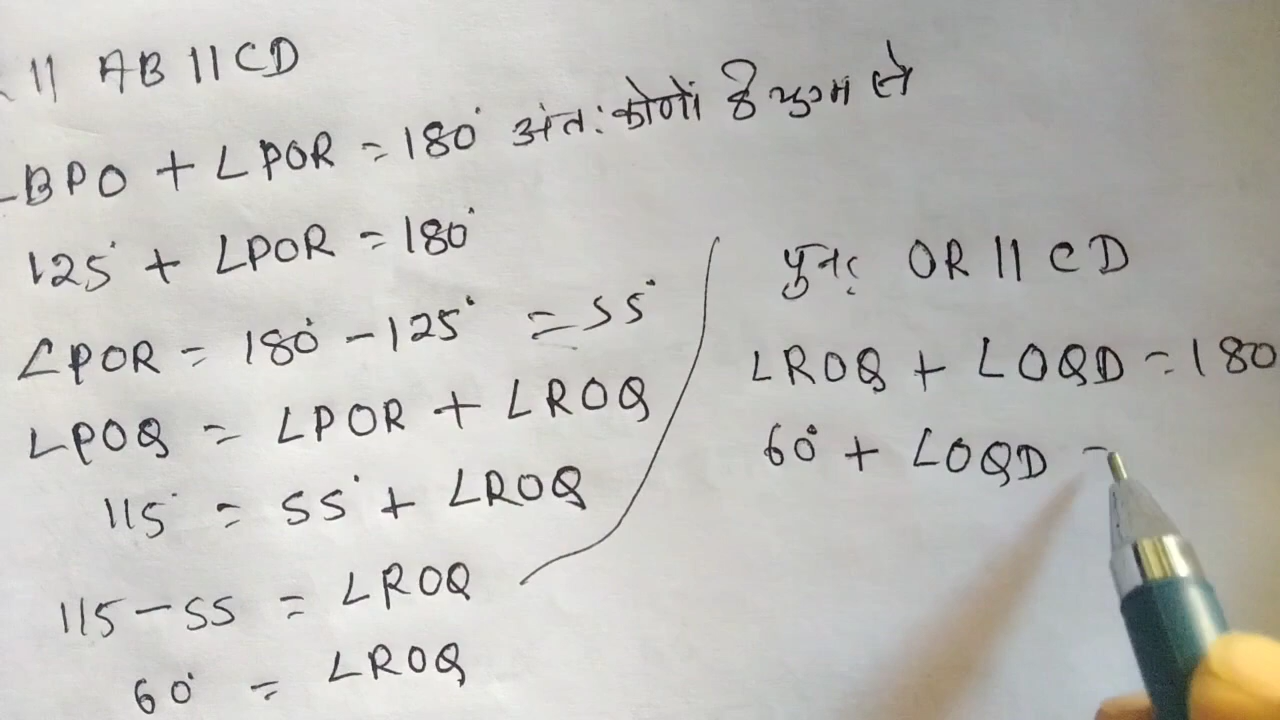 || AB || CD
BPO + ∠POR = 180° अंतः कोणों के युग्म से
125° + ∠POR = 180°
∠POR = 180° - 125° = 55°
∠POQ = ∠POR + ∠ROQ
115° = 55° + ∠ROQ
115 - 55 = ∠ROQ
60° = ∠ROQ
पुनः OR || CD
∠ROQ + ∠OQD = 180
60° + ∠OQD =